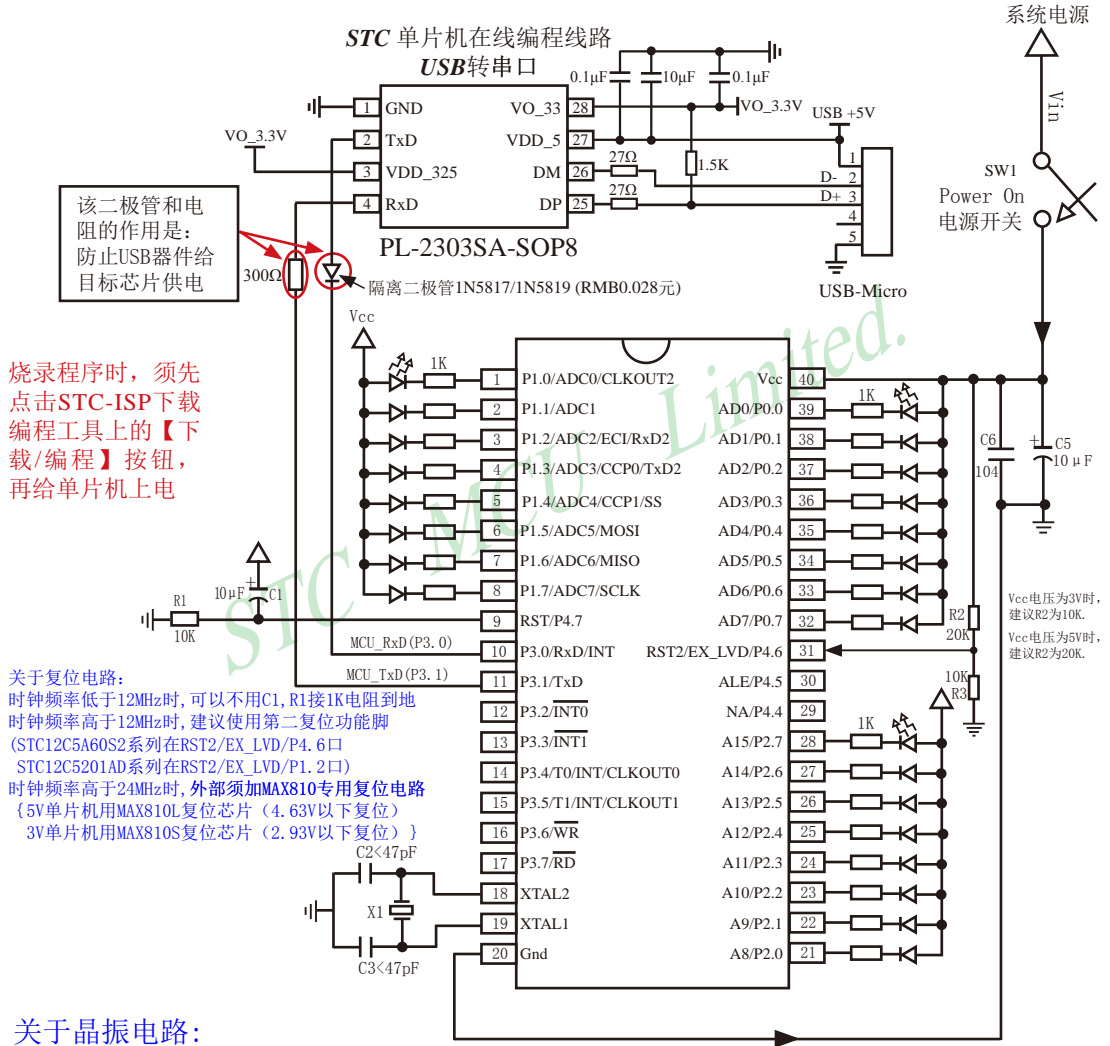 系统电源
Vin
SW1
Power On
电源开关
STC 单片机在线编程线路
USB转串口
0.1μF
10μF
0.1μF
1 GND
2 TxD
3 VDD_325
4 RxD
VO_33 28
VDD_5 27
DM 26
DP 25
PL-2303SA-SOP8
VO_3.3V
VO_3.3V
USB +5V
27Ω
27Ω
1.5K
D-
D+
1
2
3
4
5
USB-Micro
该二极管和电
阻的作用是:
防止USB器件给
目标芯片供电
300Ω
隔离二极管1N5817/1N5819 (RMB0.028元)
烧录程序时，须先
点击STC-ISP下载
编程工具上的【下
载/编程】按钮，
再给单片机上电
Vcc
1K
1 P1.0/ADC0/CLKOUT2
2 P1.1/ADC1
3 P1.2/ADC2/ECI/RxD2
4 P1.3/ADC3/CCP0/TxD2
5 P1.4/ADC4/CCP1/SS
6 P1.5/ADC5/MOSI
7 P1.6/ADC6/MISO
8 P1.7/ADC7/SCLK
9 RST/P4.7
10 P3.0/RxD/INT
11 P3.1/TxD
12 P3.2/INT0
13 P3.3/INT1
14 P3.4/T0/INT/CLKOUT0
15 P3.5/T1/INT/CLKOUT1
16 P3.6/WR
17 P3.7/RD
18 XTAL2
19 XTAL1
20 Gnd
Vcc 40
AD0/P0.0 39
AD1/P0.1 38
AD2/P0.2 37
AD3/P0.3 36
AD4/P0.4 35
AD5/P0.5 34
AD6/P0.6 33
AD7/P0.7 32
RST2/EX_LVD/P4.6 31
ALE/P4.5 30
NA/P4.4 29
A15/P2.7 28
A14/P2.6 27
A13/P2.5 26
A12/P2.4 25
A11/P2.3 24
A10/P2.2 23
A9/P2.1 22
A8/P2.0 21
1K
1K
C6
104
+
C5
10μF
R2
20K
10K
R3
Vcc电压为3V时，
建议R2为10K.
Vcc电压为5V时，
建议R2为20K.
10μF
+
C1
R1
10K
MCU_RxD(P3.0)
MCU_TxD(P3.1)
关于复位电路:
时钟频率低于12MHz时,可以不用C1,R1接1K电阻到地
时钟频率高于12MHz时,建议使用第二复位功能脚
(STC12C5A60S2系列在RST2/EX_LVD/P4.6口
STC12C5201AD系列在RST2/EX_LVD/P1.2口)
时钟频率高于24MHz时,外部须加MAX810专用复位电路
{5V单片机用MAX810L复位芯片（4.63V以下复位）
3V单片机用MAX810S复位芯片（2.93V以下复位）}
C2<47pF
X1
C3<47pF
STC MCU Limited.
关于晶振电路: